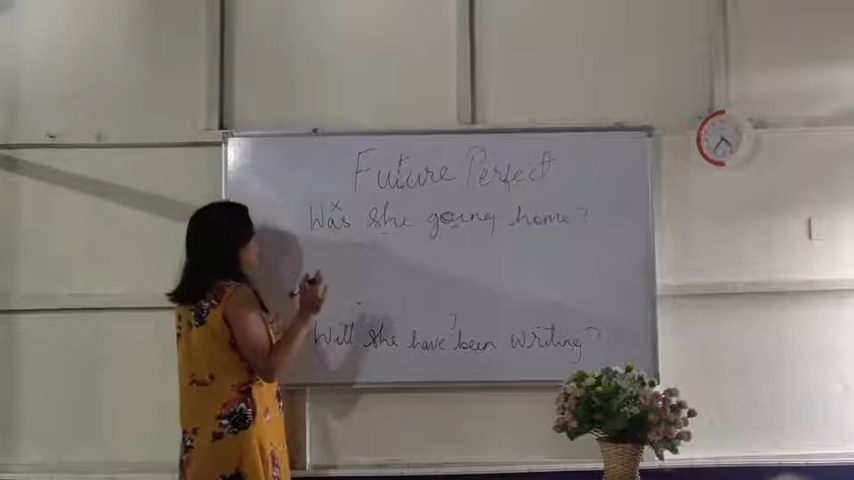 Future Perfect
Was she going home?
Will she have been writing?